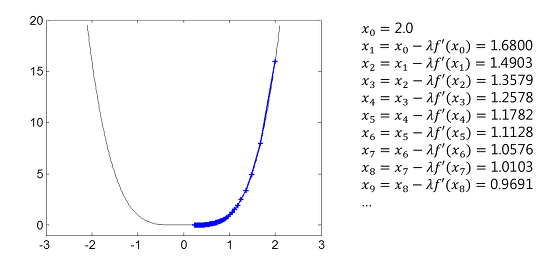 20
15
10
5
0
-3
-2
-1
0
1
2
3
x₀ = 2.0
x₁ = x₀ − λf′(x₀) = 1.6800
x₂ = x₁ − λf′(x₁) = 1.4903
x₃ = x₂ − λf′(x₂) = 1.3579
x₄ = x₃ − λf′(x₃) = 1.2578
x₅ = x₄ − λf′(x₄) = 1.1782
x₆ = x₅ − λf′(x₅) = 1.1128
x₇ = x₆ − λf′(x₆) = 1.0576
x₈ = x₇ − λf′(x₇) = 1.0103
x₉ = x₈ − λf′(x₈) = 0.9691
...